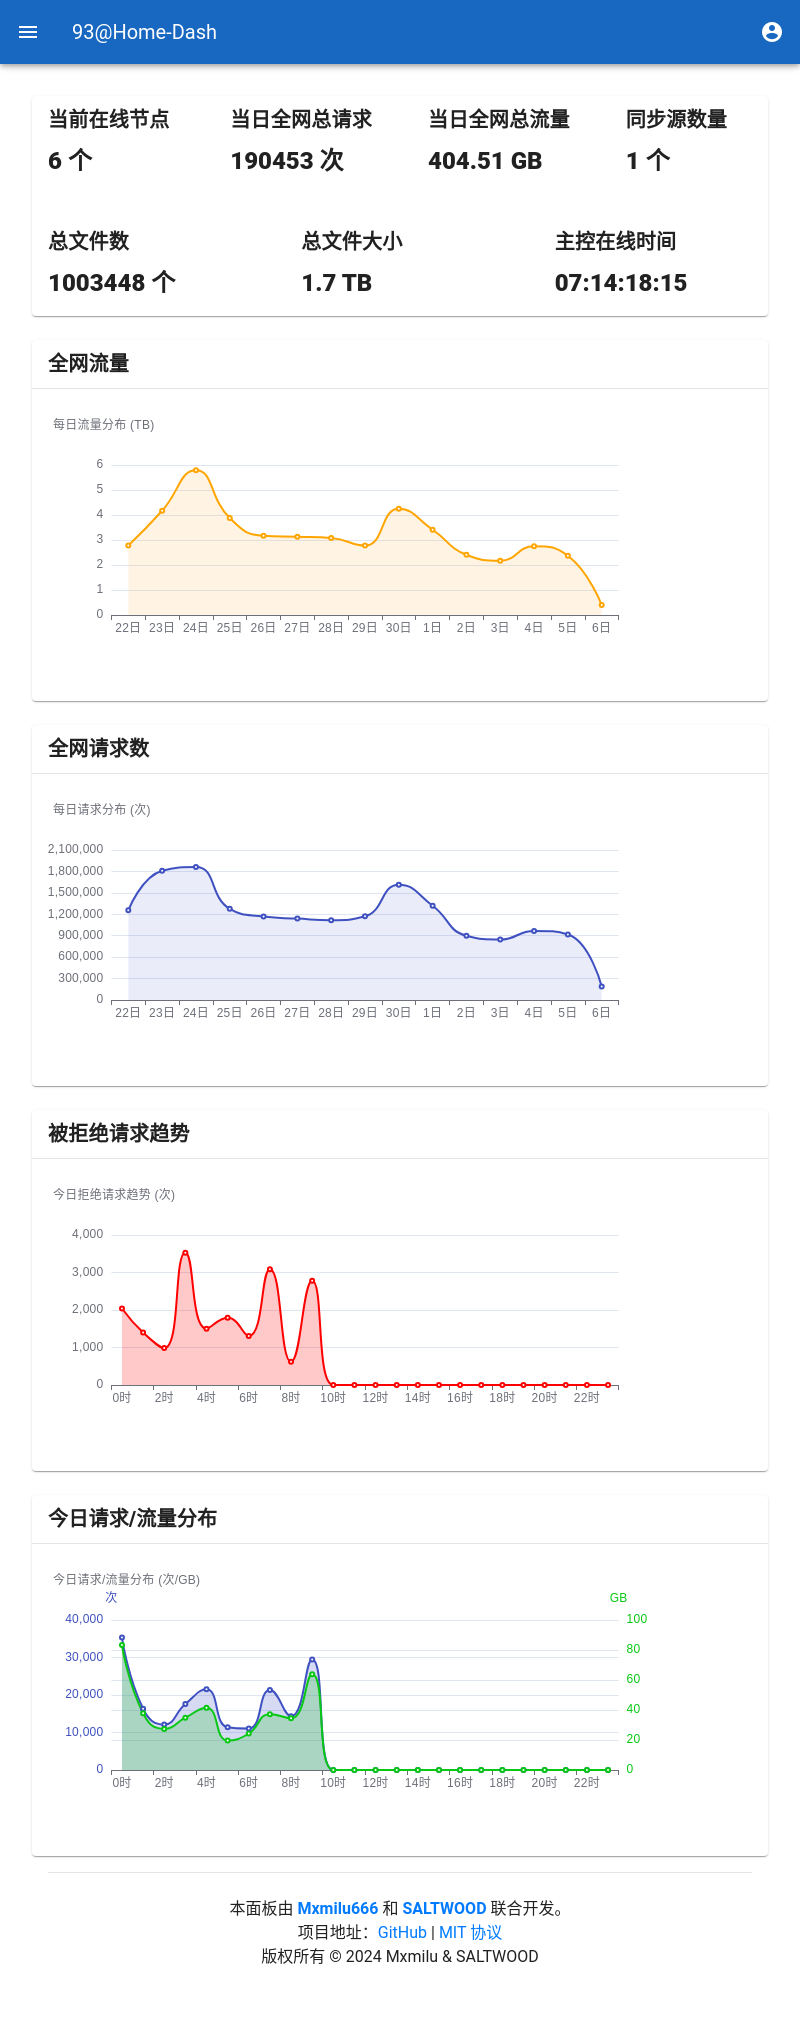 93@Home-Dash
当前在线节点 当日全网总请求 当日全网总流量 同步源数量
6 个 190453 次 404.51 GB 1 个
总文件数 总文件大小 主控在线时间
1003448 个 1.7 TB 07:14:18:15
全网流量
每日流量分布 (TB)
6
5
4
3
2
1
0
22日 23日 24日 25日 26日 27日 28日 29日 30日 1日 2日 3日 4日 5日 6日
全网请求数
每日请求分布 (次)
2,100,000
1,800,000
1,500,000
1,200,000
900,000
600,000
300,000
0
22日 23日 24日 25日 26日 27日 28日 29日 30日 1日 2日 3日 4日 5日 6日
被拒绝请求趋势
今日拒绝请求趋势 (次)
4,000
3,000
2,000
1,000
0
0时 2时 4时 6时 8时 10时 12时 14时 16时 18时 20时 22时
今日请求/流量分布
今日请求/流量分布 (次/GB)
次 GB
40,000 100
30,000 80
20,000 60
10,000 40
0 20
0
0时 2时 4时 6时 8时 10时 12时 14时 16时 18时 20时 22时
本面板由 Mxmilu666 和 SALTWOOD 联合开发。
项目地址：GitHub | MIT 协议
版权所有 © 2024 Mxmilu & SALTWOOD